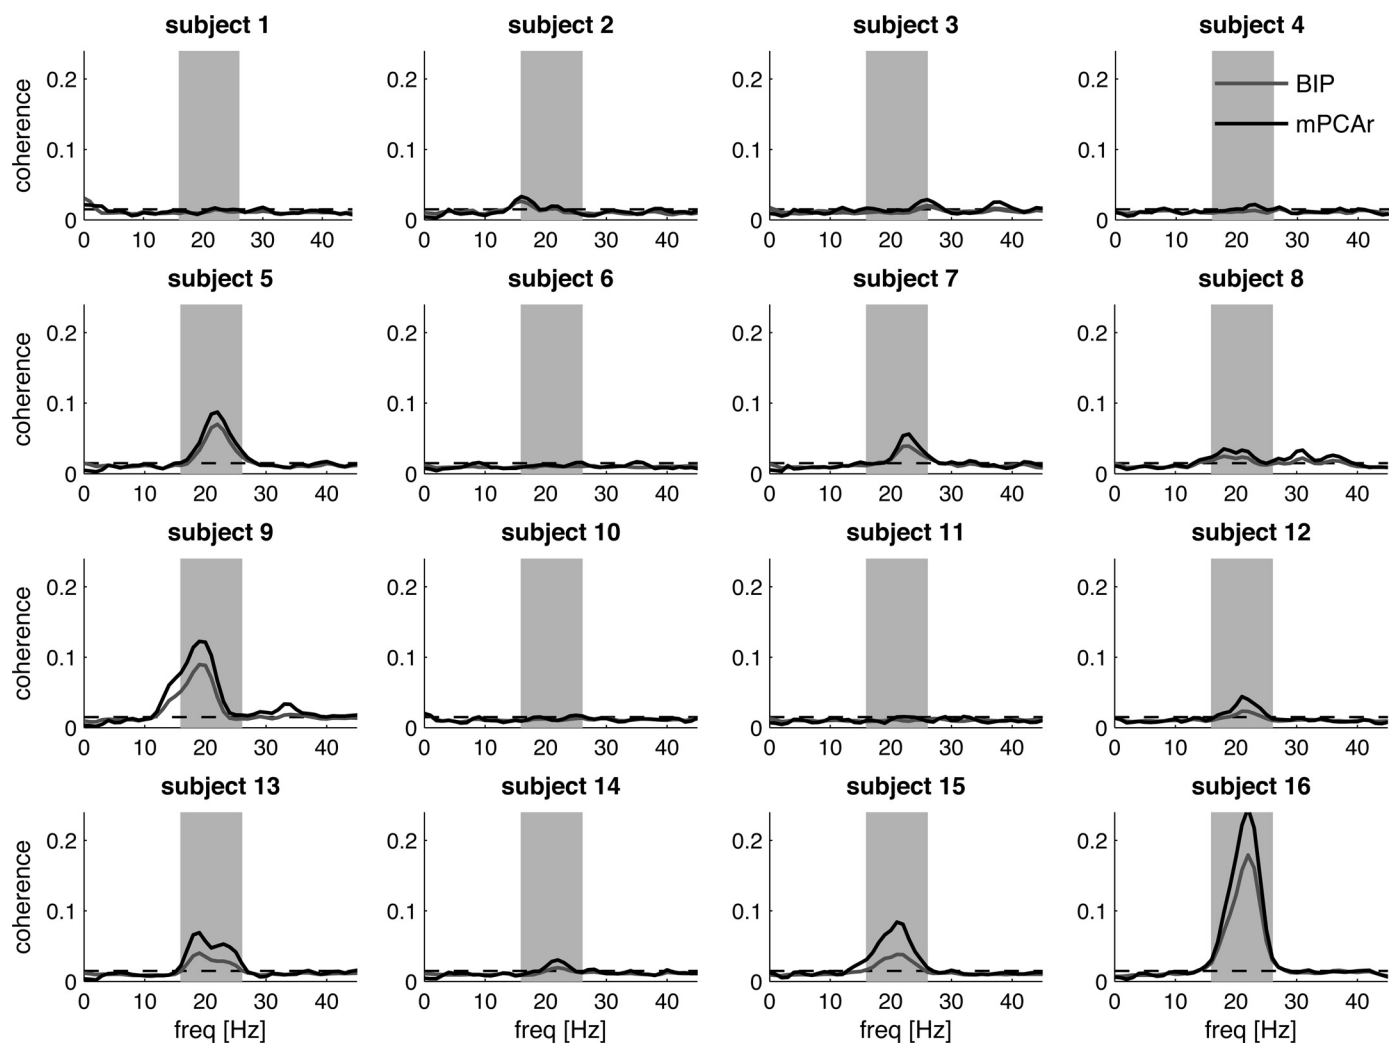 subject 1
subject 2
subject 3
subject 4
coherence
0.2
0.1
0
0 10 20 30 40
0.2
0.1
0
0 10 20 30 40
0.2
0.1
0
0 10 20 30 40
0.2
0.1
0
0 10 20 30 40
BIP
mPCAr
subject 5
subject 6
subject 7
subject 8
coherence
0.2
0.1
0
0 10 20 30 40
0.2
0.1
0
0 10 20 30 40
0.2
0.1
0
0 10 20 30 40
0.2
0.1
0
0 10 20 30 40
subject 9
subject 10
subject 11
subject 12
coherence
0.2
0.1
0
0 10 20 30 40
0.2
0.1
0
0 10 20 30 40
0.2
0.1
0
0 10 20 30 40
0.2
0.1
0
0 10 20 30 40
subject 13
subject 14
subject 15
subject 16
coherence
0.2
0.1
0
0 10 20 30 40
freq [Hz]
0.2
0.1
0
0 10 20 30 40
freq [Hz]
0.2
0.1
0
0 10 20 30 40
freq [Hz]
0.2
0.1
0
0 10 20 30 40
freq [Hz]